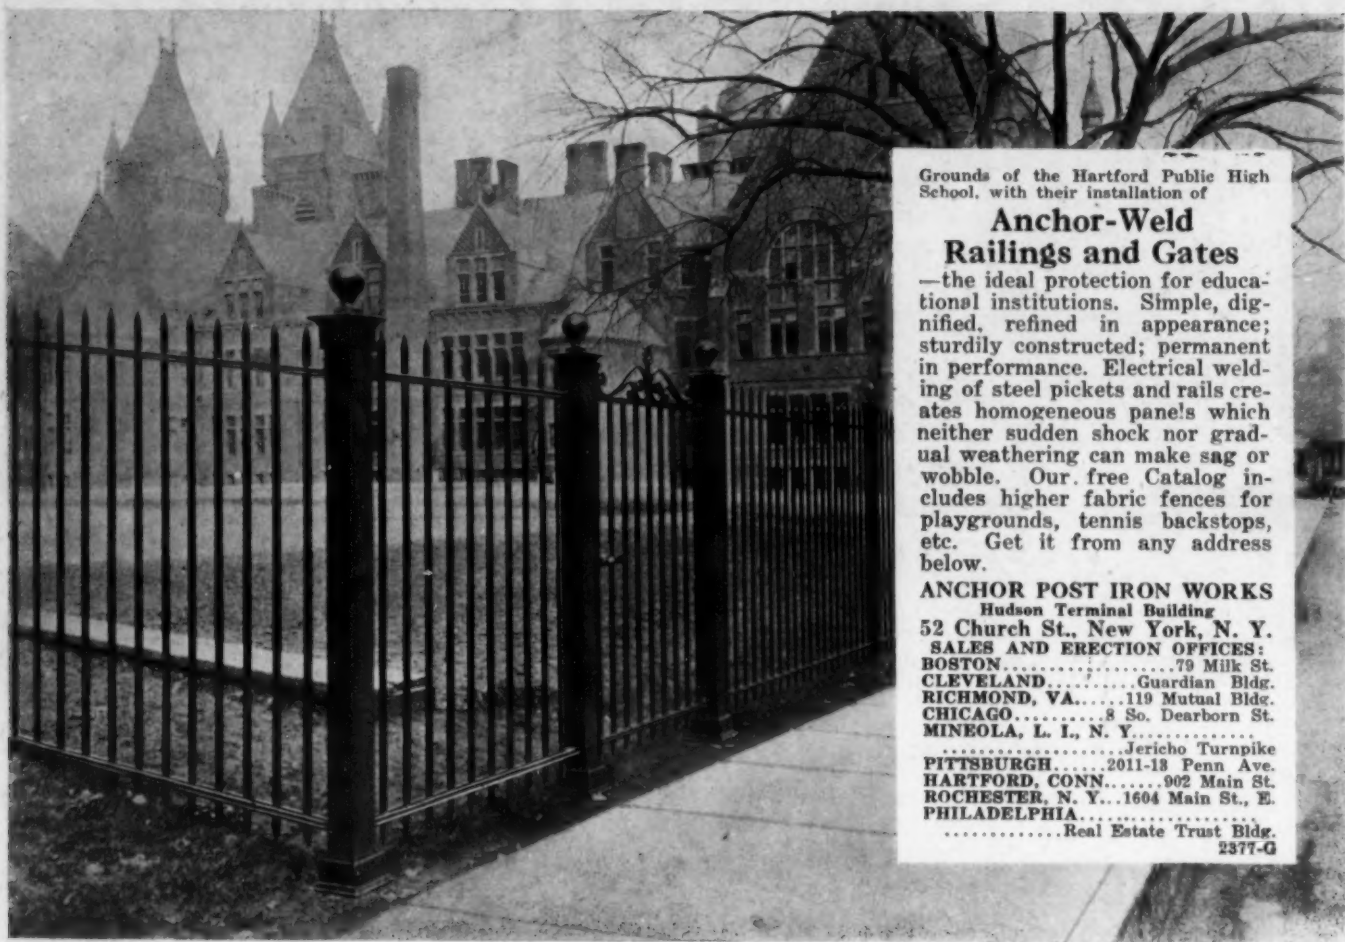 Grounds of the Hartford Public High
School, with their installation of
Anchor-Weld
Railings and Gates
—the ideal protection for educa-
tional institutions. Simple, dig-
nified, refined in appearance;
sturdily constructed; permanent
in performance. Electrical weld-
ing of steel pickets and rails cre-
ates homogeneous panels which
neither sudden shock nor grad-
ual weathering can make sag or
wobble. Our free Catalog in-
cludes higher fabric fences for
playgrounds, tennis backstops,
etc. Get it from any address
below.
ANCHOR POST IRON WORKS
Hudson Terminal Building
52 Church St., New York, N. Y.
SALES AND ERECTION OFFICES:
BOSTON...................79 Milk St.
CLEVELAND..........Guardian Bldg.
RICHMOND, VA......119 Mutual Bldg.
CHICAGO..........8 So. Dearborn St.
MINEOLA, L. I., N. Y..............
....................Jericho Turnpike
PITTSBURGH......2011-13 Penn Ave.
HARTFORD, CONN.......902 Main St.
ROCHESTER, N. Y...1604 Main St., E.
PHILADELPHIA....................
.............Real Estate Trust Bldg.
2377-G